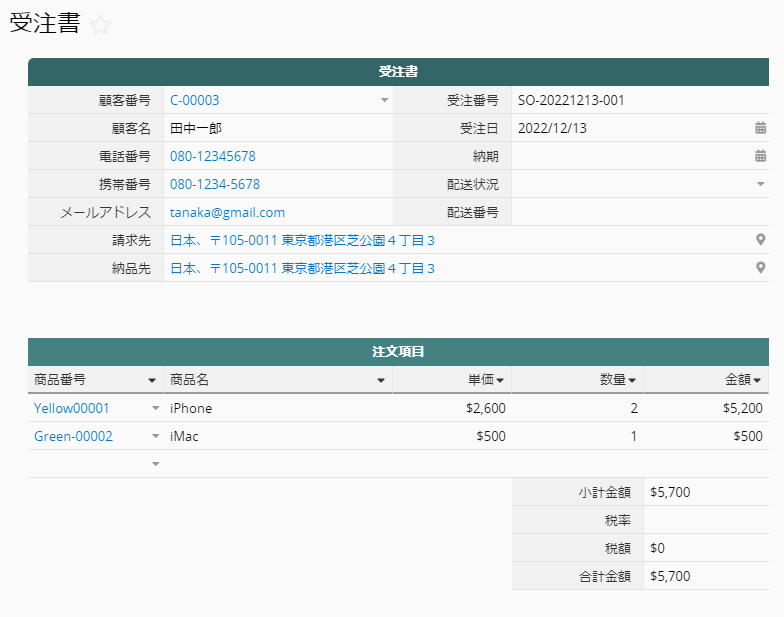 受注書
受注書
顧客番号 C-00003 受注番号 SO-20221213-001
顧客名 田中一郎 受注日 2022/12/13
電話番号 080-12345678 納期
携帯番号 080-1234-5678 配送状況
メールアドレス tanaka@gmail.com 配送番号
請求先 日本、〒105-0011 東京都港区芝公園４丁目３
納品先 日本、〒105-0011 東京都港区芝公園４丁目３
注文項目
商品番号 商品名 単価 数量 金額
Yellow00001 iPhone $2,600 2 $5,200
Green-00002 iMac $500 1 $500
小計金額 $5,700
税率
税額 $0
合計金額 $5,700